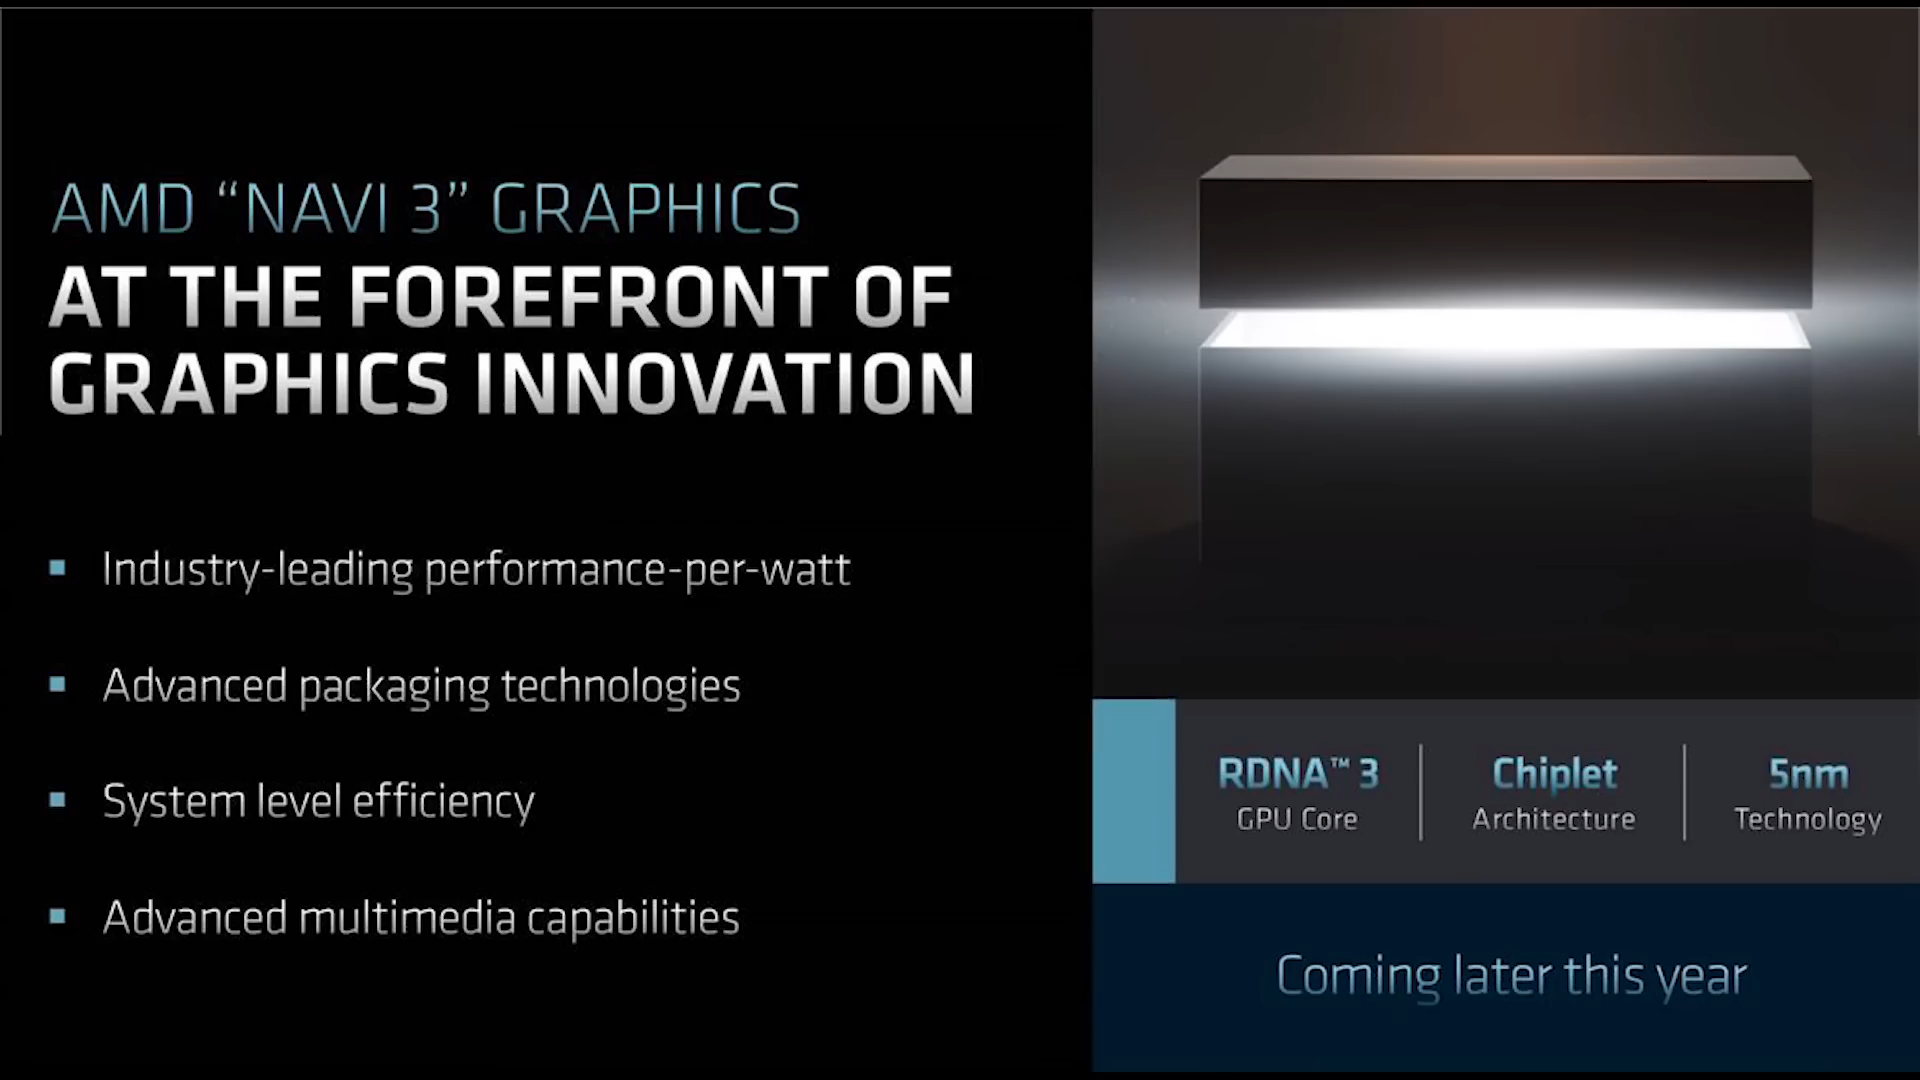 AMD “NAVI 3” GRAPHICS
AT THE FOREFRONT OF
GRAPHICS INNOVATION
Industry-leading performance-per-watt
Advanced packaging technologies
System level efficiency
Advanced multimedia capabilities
RDNA™ 3
GPU Core
Chiplet
Architecture
5nm
Technology
Coming later this year